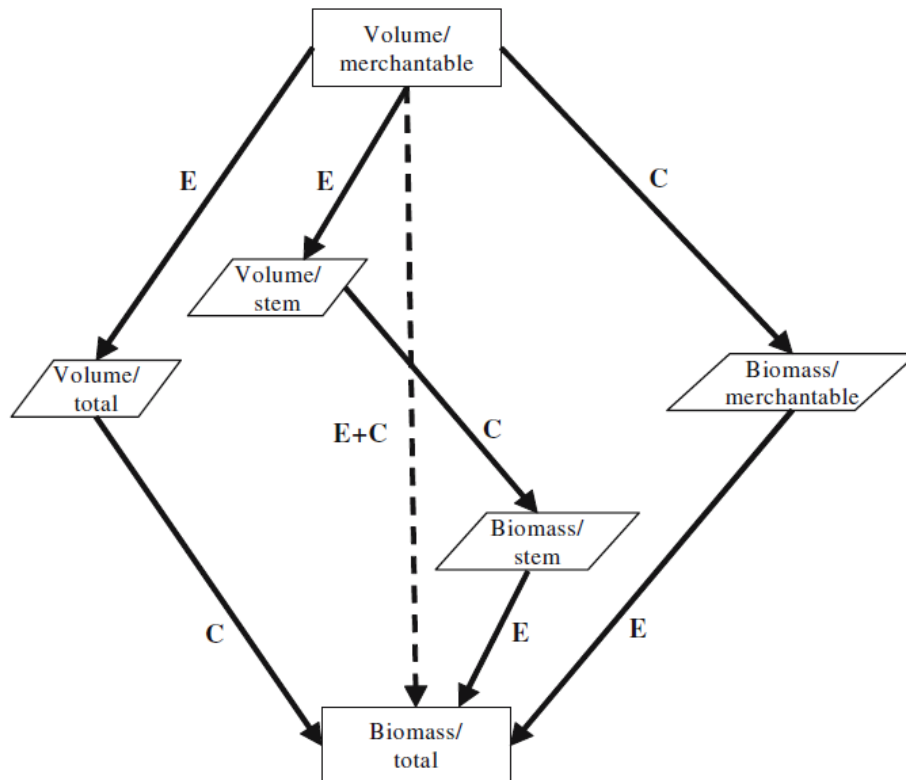 Volume/
merchantable
E
E
C
Volume/
stem
Volume/
total
Biomass/
merchantable
E+C
C
Biomass/
stem
C
E
E
Biomass/
total